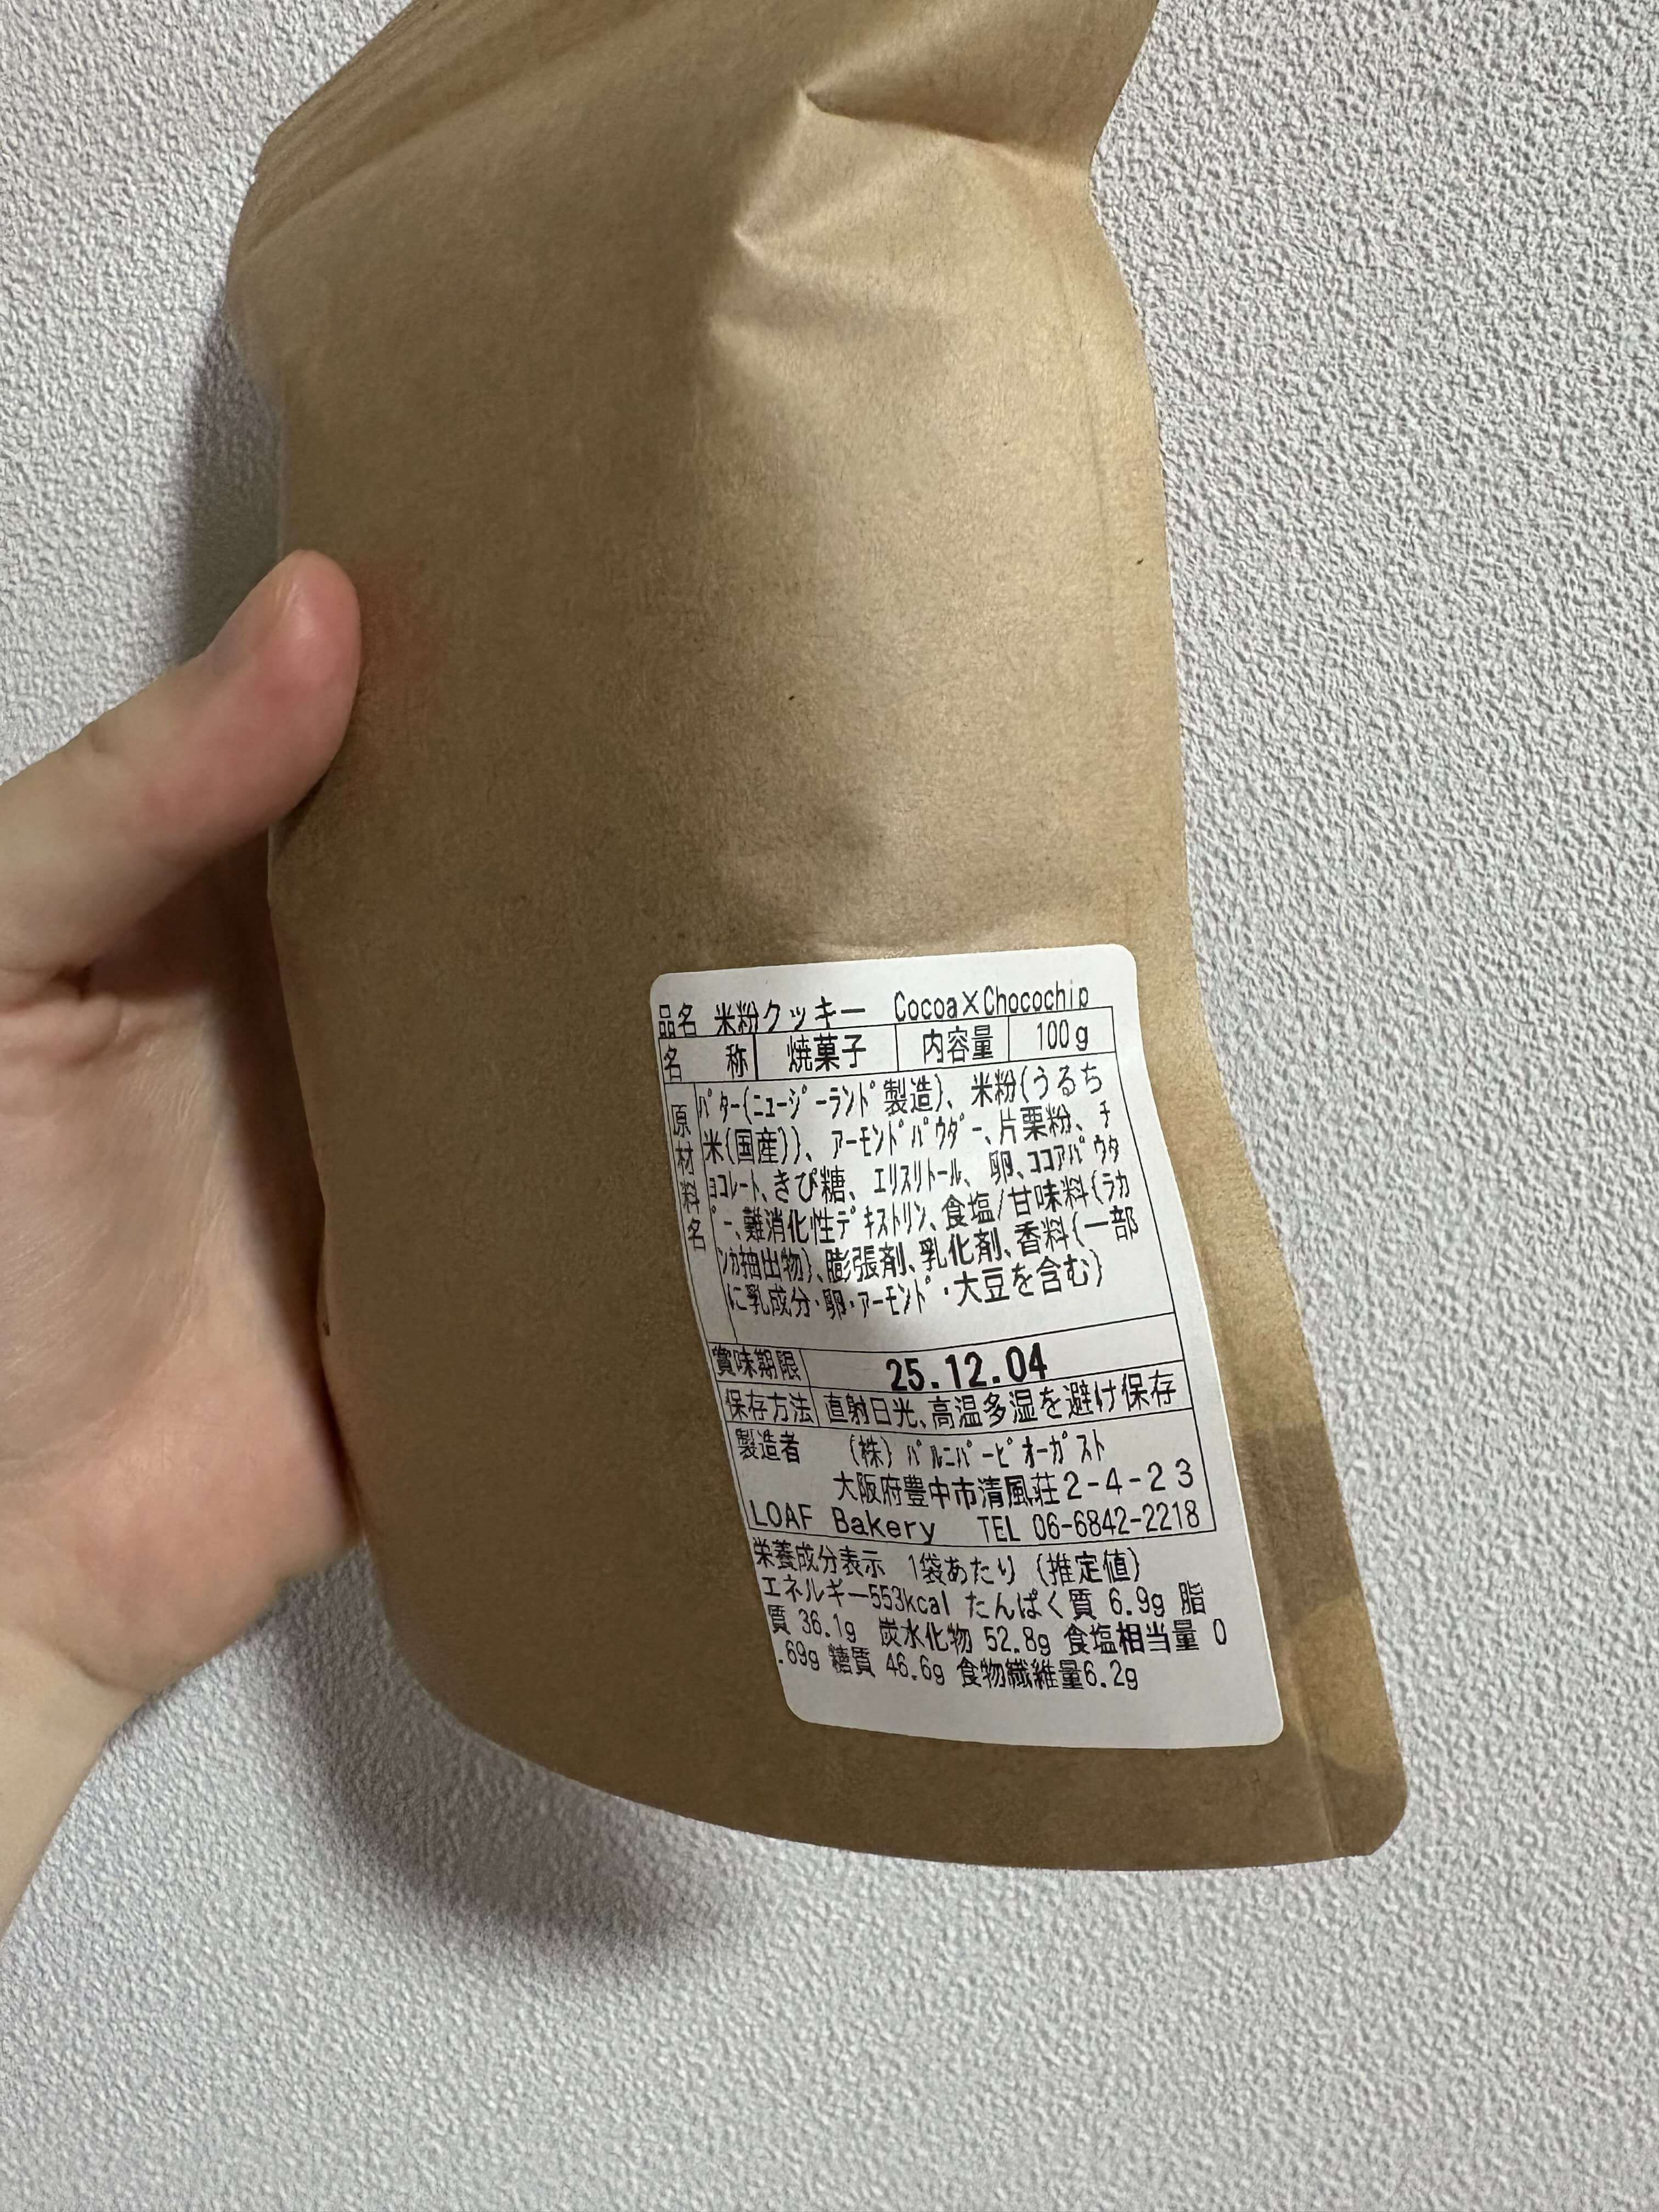 品名 米粉クッキー Cocoa×Chocochip
名 称 焼菓子 内容量 100g
原材料名 ﾊﾞﾀｰ(ﾆｭｰｼﾞｰﾗﾝﾄﾞ製造)、米粉(うるち
米(国産))、ｱｰﾓﾝﾄﾞﾊﾟｳﾀﾞｰ、片栗粉、ﾁ
ｮｺﾚｰﾄ、きび糖、ｴﾘｽﾘﾄｰﾙ、卵、ｺｺｱﾊﾟｳﾀ
ﾞｰ、難消化性ﾃﾞｷｽﾄﾘﾝ、食塩/甘味料(ﾗｶ
ﾝｶ抽出物)、膨張剤、乳化剤、香料(一部
に乳成分・卵・ｱｰﾓﾝﾄﾞ・大豆を含む)
賞味期限 25.12.04
保存方法 直射日光、高温多湿を避け保存
製造者 (株)ﾊﾟﾙﾆﾊﾞｰﾋﾞｵｰｶﾞｽﾄ
大阪府豊中市清風荘2-4-23
LOAF Bakery TEL 06-6842-2218
栄養成分表示 1袋あたり (推定値)
エネルギー553kcal たんぱく質 6.9g 脂
質 36.1g 炭水化物 52.8g 食塩相当量 0
.69g 糖質 46.6g 食物繊維量6.2g